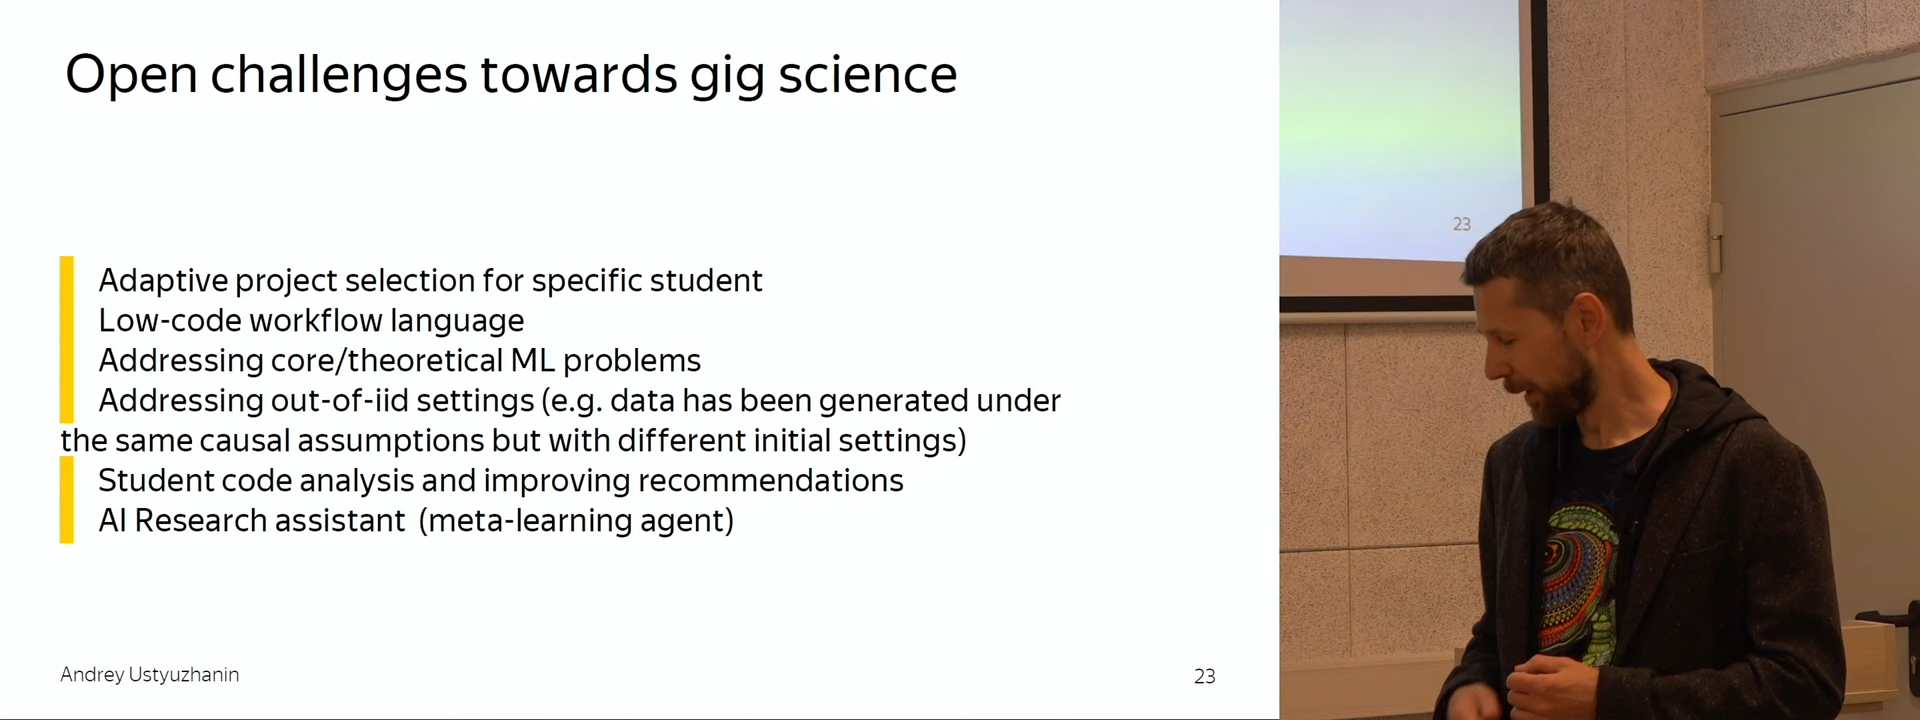 Open challenges towards gig science
Adaptive project selection for specific student
Low-code workflow language
Addressing core/theoretical ML problems
Addressing out-of-iid settings (e.g. data has been generated under
the same causal assumptions but with different initial settings)
Student code analysis and improving recommendations
AI Research assistant (meta-learning agent)
Andrey Ustyuzhanin
23
23